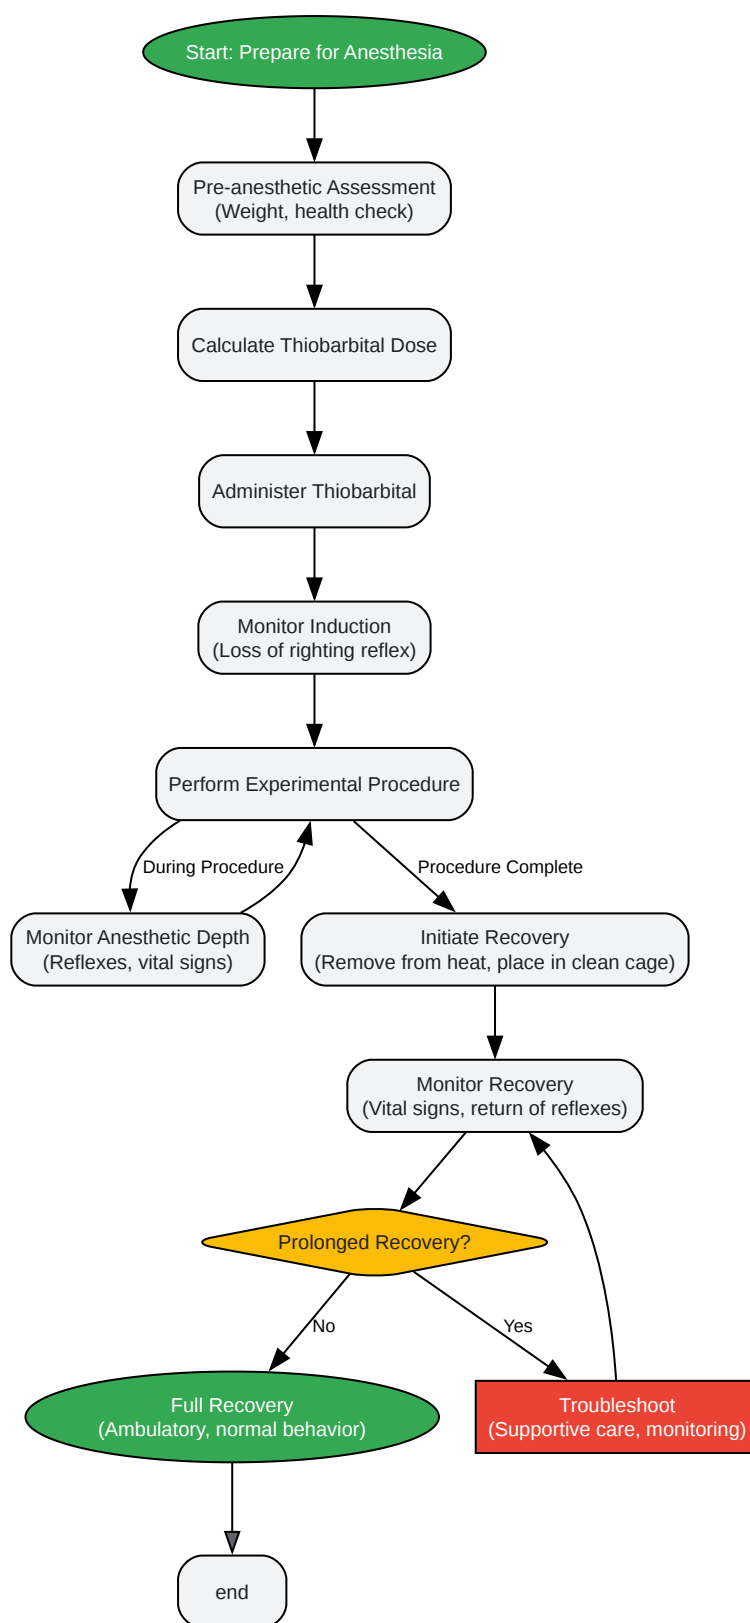 Start: Prepare for Anesthesia
Pre-anesthetic Assessment
(Weight, health check)
Calculate Thiobarbital Dose
Administer Thiobarbital
Monitor Induction
(Loss of righting reflex)
Perform Experimental Procedure
During Procedure
Procedure Complete
Monitor Anesthetic Depth
(Reflexes, vital signs)
Initiate Recovery
(Remove from heat, place in clean cage)
Monitor Recovery
(Vital signs, return of reflexes)
Prolonged Recovery?
No
Yes
Full Recovery
(Ambulatory, normal behavior)
Troubleshoot
(Supportive care, monitoring)
end